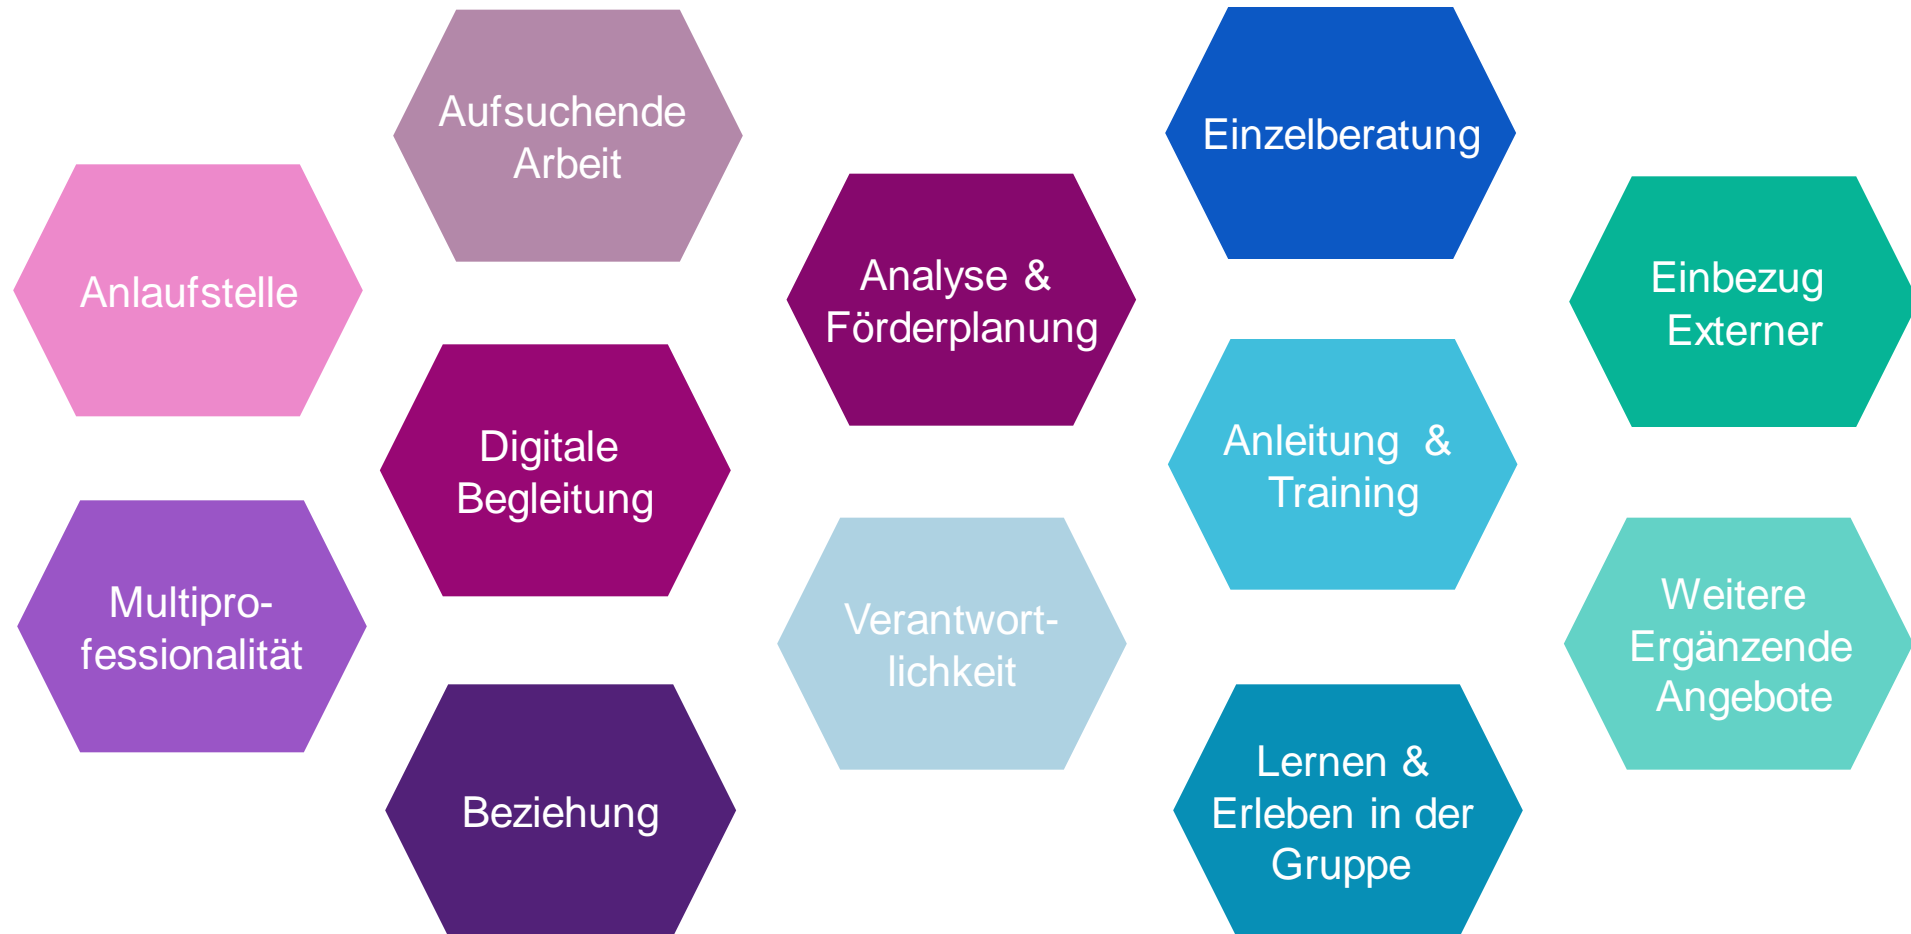 Aufsuchende
Arbeit
Einzelberatung
Anlaufstelle
Analyse &
Förderplanung
Einbezug
Externer
Digitale
Begleitung
Anleitung &
Training
Multipro-
fessionalität
Verantwort-
lichkeit
Weitere
Ergänzende
Angebote
Beziehung
Lernen &
Erleben in der
Gruppe